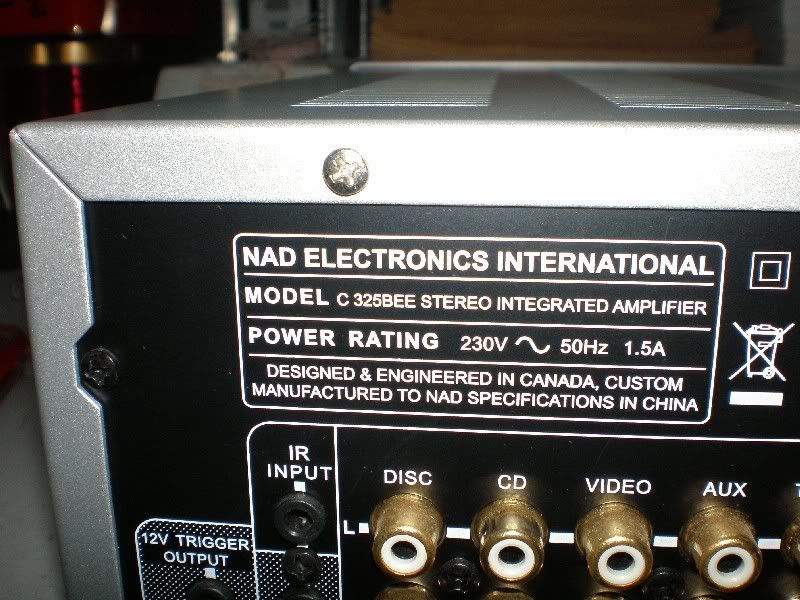 NAD ELECTRONICS INTERNATIONAL
MODEL C 325BEE STEREO INTEGRATED AMPLIFIER
POWER RATING 230V ~ 50Hz 1.5A
DESIGNED & ENGINEERED IN CANADA, CUSTOM
MANUFACTURED TO NAD SPECIFICATIONS IN CHINA
IR
INPUT
DISC CD VIDEO AUX
L
12V TRIGGER
OUTPUT